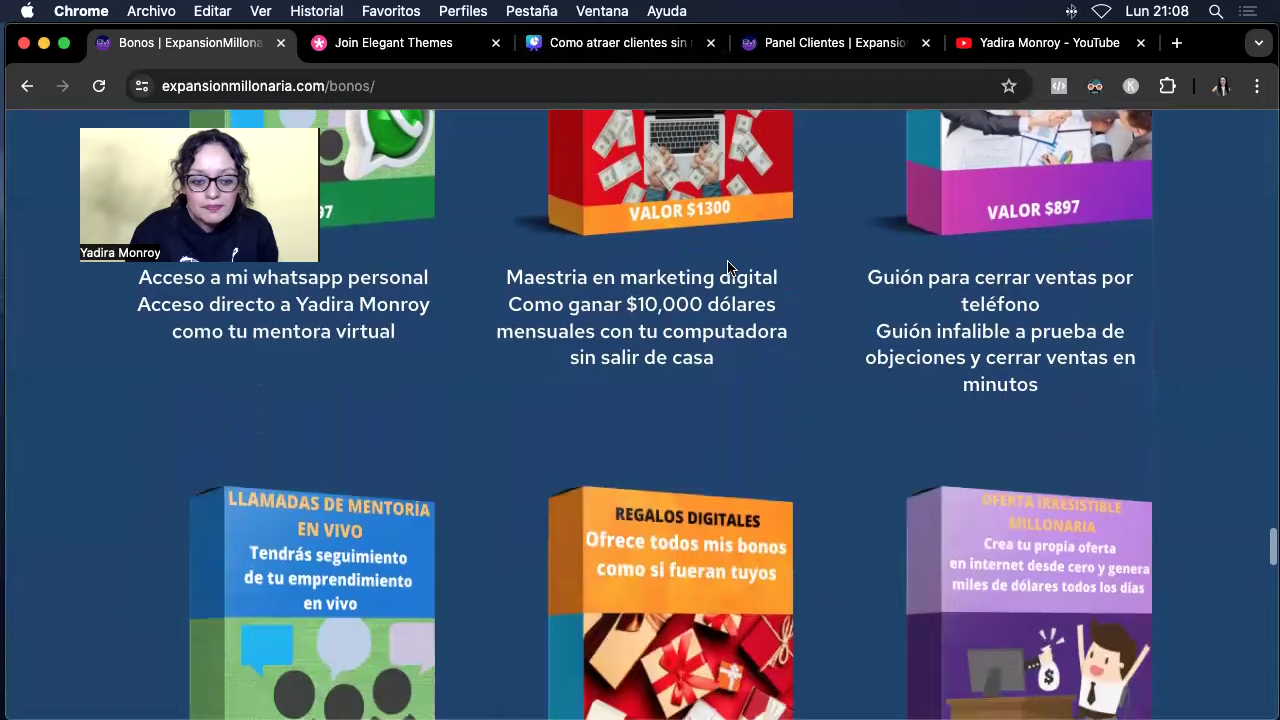 Chrome Archivo Editar Ver Historial Favoritos Perfiles Pestaña Ventana Ayuda Lun 21:08
Bonos | ExpansionMillona Join Elegant Themes Como atraer clientes sin Panel Clientes | Expansio Yadira Monroy - YouTube
expansionmillonaria.com/bonos/
97 VALOR $1300 VALOR $897
Yadira Monroy
Acceso a mi whatsapp personal
Acceso directo a Yadira Monroy
como tu mentora virtual
Maestria en marketing digital
Como ganar $10,000 dólares
mensuales con tu computadora
sin salir de casa
Guión para cerrar ventas por
teléfono
Guión infalible a prueba de
objeciones y cerrar ventas en
minutos
LLAMADAS DE MENTORÍA
EN VIVO
Tendrás seguimiento
de tu emprendimiento
en vivo
REGALOS DIGITALES
Ofrece todos mis bonos
como si fueran tuyos
OFERTA IRRESISTIBLE
MILLONARIA
Crea tu propia oferta
en internet desde cero y genera
miles de dólares todos los días